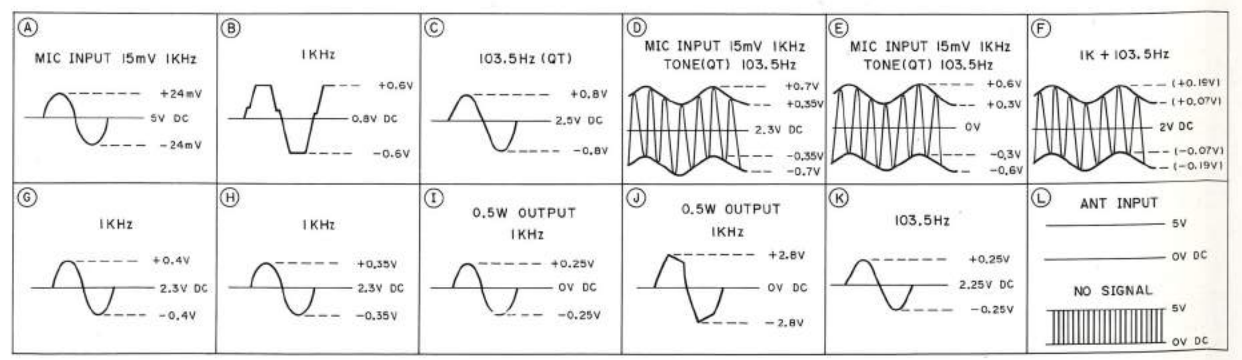 A
MIC INPUT 15mV 1KHz
+24mV
5V DC
-24mV
B
1KHz
+0.6V
0.8V DC
-0.6V
C
103.5Hz (QT)
+0.8V
2.5V DC
-0.8V
D
MIC INPUT 15mV 1KHz
TONE(QT) 103.5Hz
+0.7V
+0.35V
2.3V DC
-0.35V
-0.7V
E
MIC INPUT 15mV 1KHz
TONE(QT) 103.5Hz
+0.6V
+0.3V
0V
-0.3V
-0.6V
F
1K + 103.5Hz
(+0.19V)
(+0.07V)
2V DC
(-0.07V)
(-0.19V)
G
1KHz
+0.4V
2.3V DC
-0.4V
H
1KHz
+0.35V
2.3V DC
-0.35V
I
0.5W OUTPUT
1KHz
+0.25V
0V DC
-0.25V
J
0.5W OUTPUT
1KHz
+2.8V
0V DC
-2.8V
K
103.5Hz
+0.25V
2.25V DC
-0.25V
L
ANT INPUT
5V
0V DC
NO SIGNAL
5V
0V DC